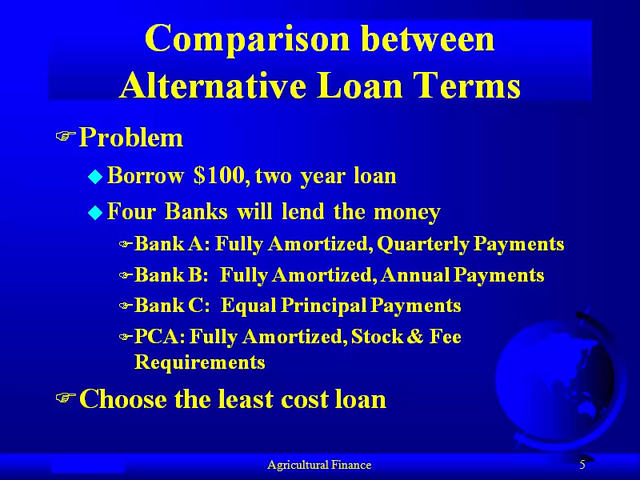 Comparison between
Alternative Loan Terms
Problem
Borrow $100, two year loan
Four Banks will lend the money
Bank A: Fully Amortized, Quarterly Payments
Bank B: Fully Amortized, Annual Payments
Bank C: Equal Principal Payments
PCA: Fully Amortized, Stock & Fee
Requirements
Choose the least cost loan
Agricultural Finance
5